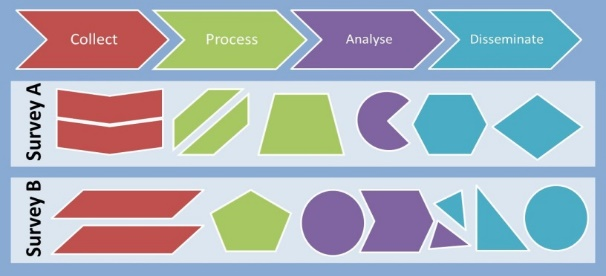 Collect
Process
Analyse
Disseminate
Survey A
Survey B